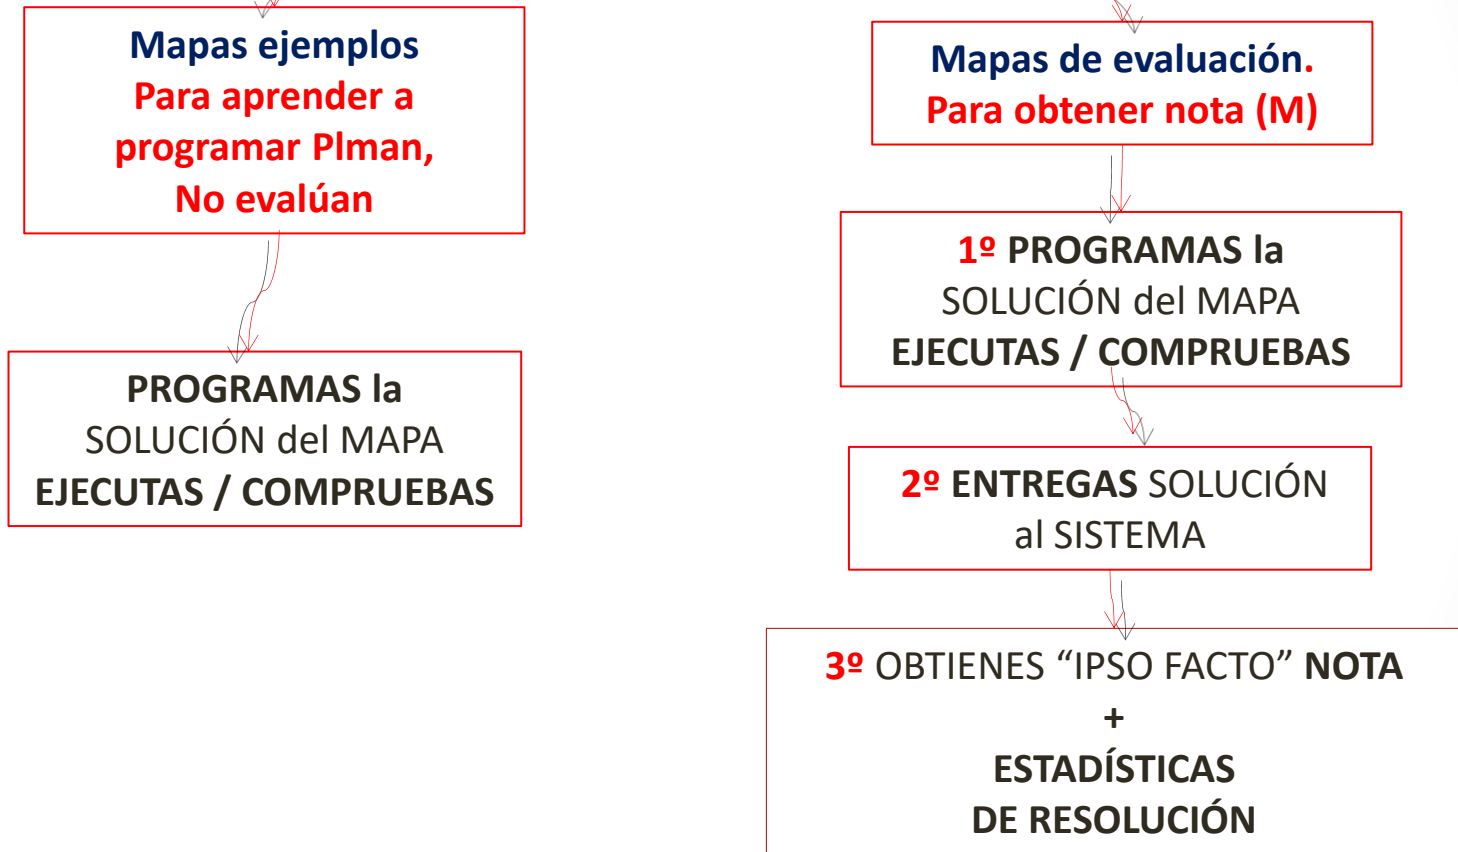 Mapas ejemplos
Para aprender a
programar Plman,
No evalúan
PROGRAMAS la
SOLUCIÓN del MAPA
EJECUTAS / COMPRUEBAS
Mapas de evaluación.
Para obtener nota (M)
1º PROGRAMAS la
SOLUCIÓN del MAPA
EJECUTAS / COMPRUEBAS
2º ENTREGAS SOLUCIÓN
al SISTEMA
3º OBTIENES “IPSO FACTO” NOTA
+
ESTADÍSTICAS
DE RESOLUCIÓN